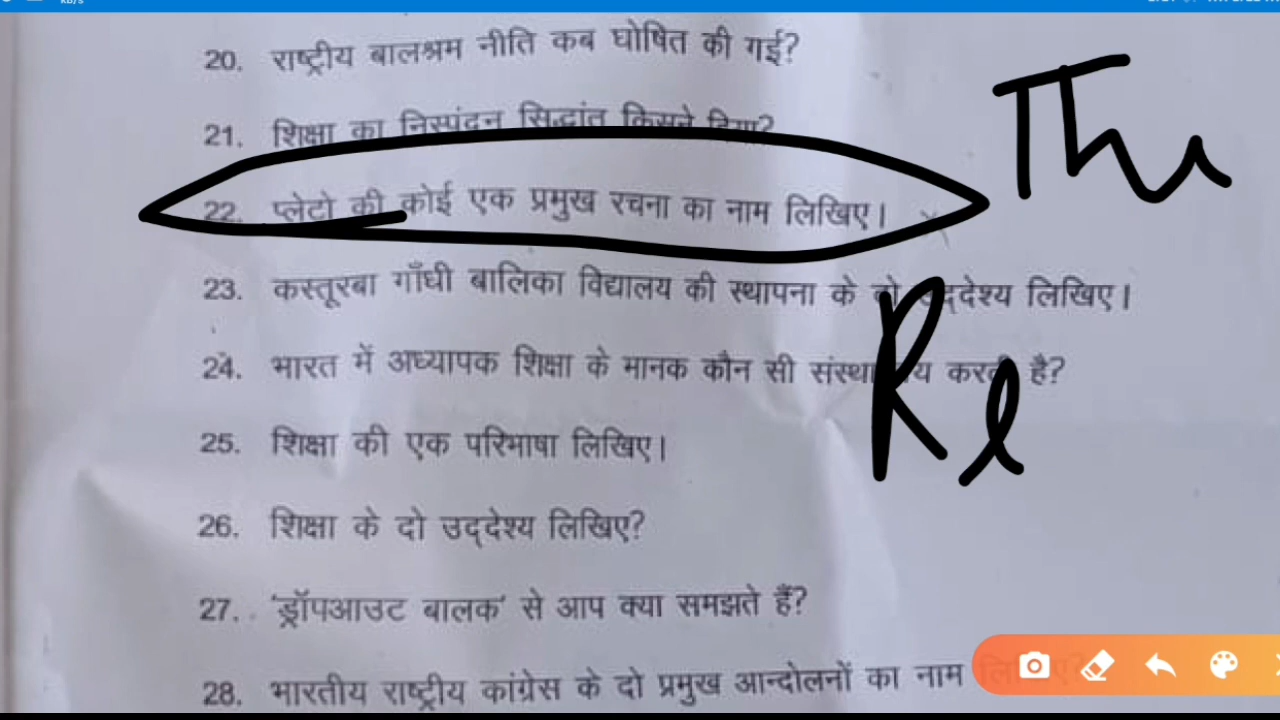 KB/s
20. राष्ट्रीय बालश्रम नीति कब घोषित की गई?
21. शिक्षा का निस्पंदन सिद्धांत किसने दिया?
Thu
22. प्लेटो की कोई एक प्रमुख रचना का नाम लिखिए।
23. कस्तूरबा गाँधी बालिका विद्यालय की स्थापना के दो उद्देश्य लिखिए।
Re
24. भारत में अध्यापक शिक्षा के मानक कौन सी संस्था करती है?
25. शिक्षा की एक परिभाषा लिखिए।
26. शिक्षा के दो उद्देश्य लिखिए?
27. 'ड्रॉपआउट बालक' से आप क्या समझते हैं?
28. भारतीय राष्ट्रीय कांग्रेस के दो प्रमुख आन्दोलनों का नाम